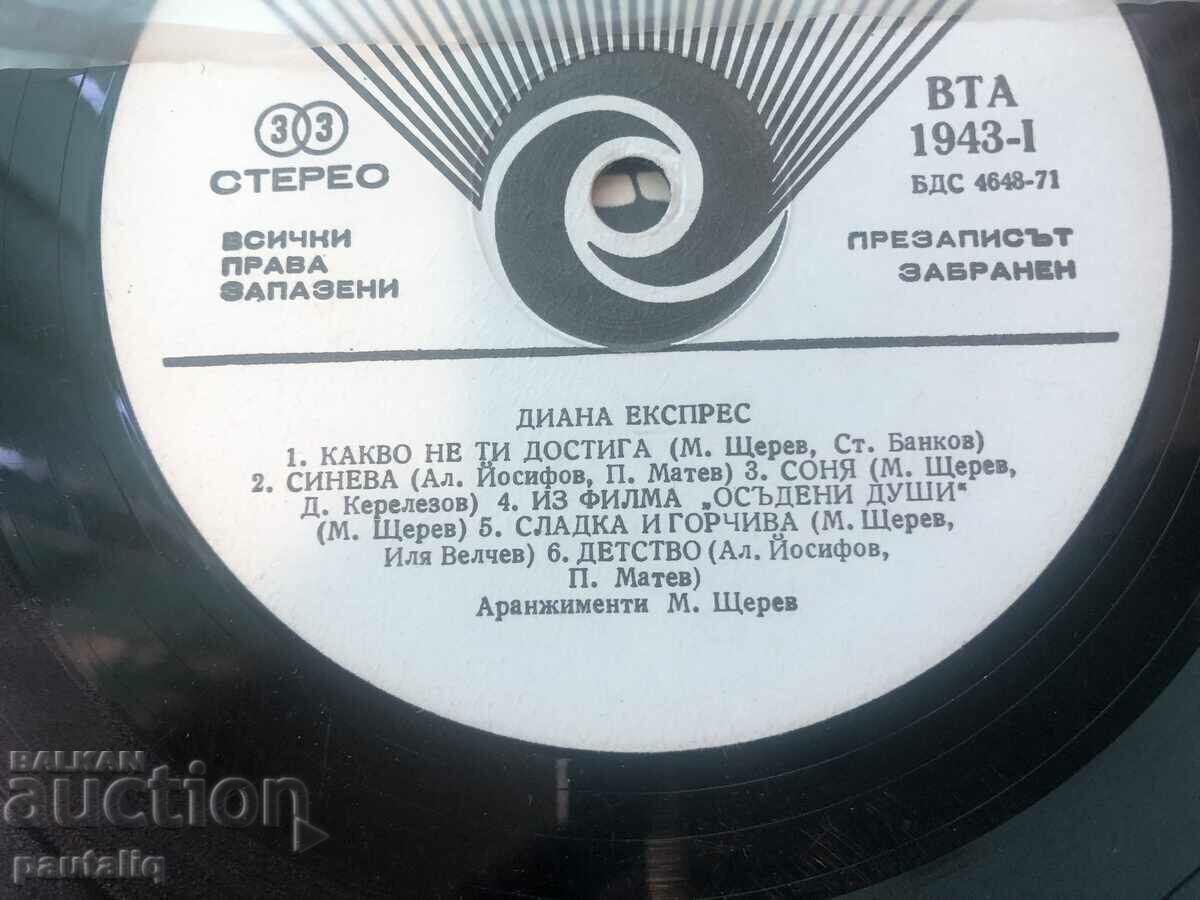 33
СТЕРЕО
ВСИЧКИ
ПРАВА
ЗАПАЗЕНИ
ВТА
1943-I
БДС 4648-71
ПРЕЗАПИСЪТ
ЗАБРАНЕН
ДИАНА ЕКСПРЕС
1. КАКВО НЕ ТИ ДОСТИГА (М. Щерев, Ст. Банков)
2. СИНЕВА (Ал. Йосифов, П. Матев) 3. СОНЯ (М. Щерев,
Д. Керелезов) 4. ИЗ ФИЛМА „ОСЪДЕНИ ДУШИ“
(М. Щерев) 5. СЛАДКА И ГОРЧИВА (М. Щерев,
Иля Велчев) 6. ДЕТСТВО (Ал. Йосифов,
П. Матев)
Аранжименти М. Щерев
BALKAN
auction
pautaliq